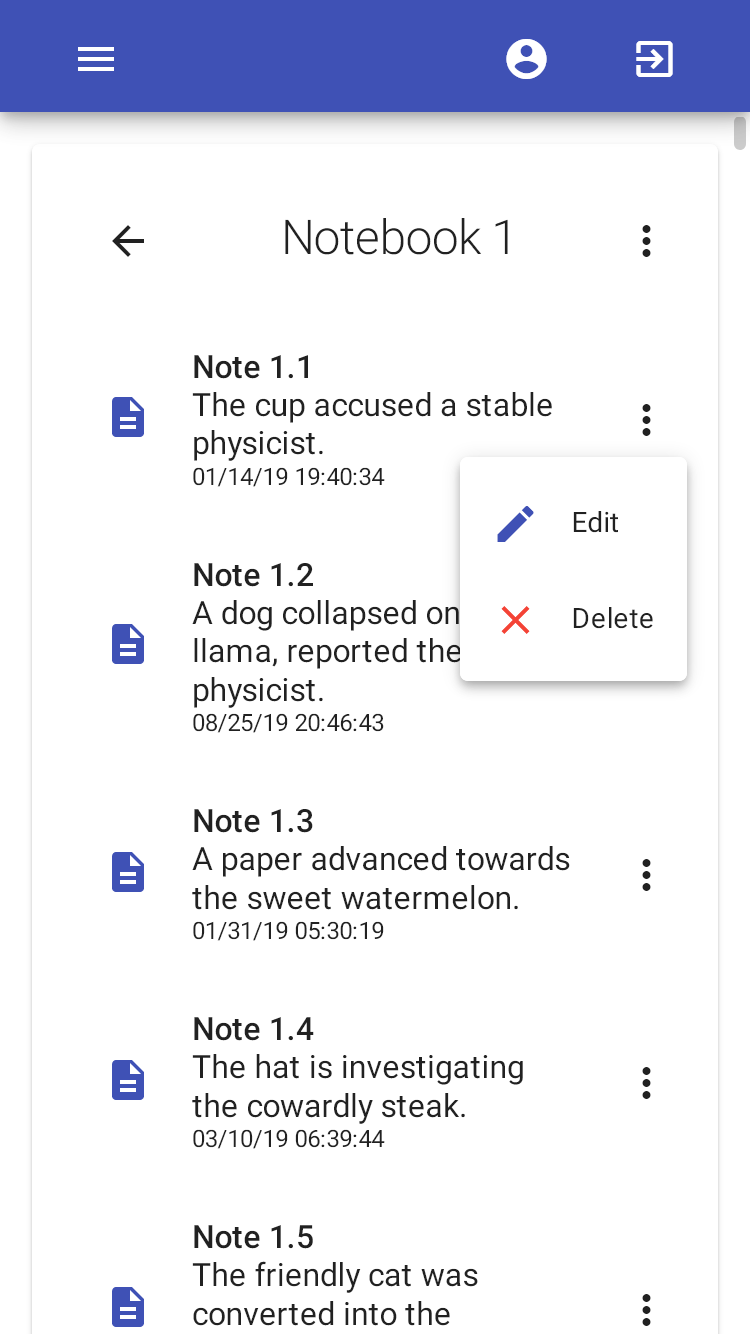 Notebook 1
Note 1.1
The cup accused a stable
physicist.
01/14/19 19:40:34
Edit
Delete
Note 1.2
A dog collapsed on
llama, reported the
physicist.
08/25/19 20:46:43
Note 1.3
A paper advanced towards
the sweet watermelon.
01/31/19 05:30:19
Note 1.4
The hat is investigating
the cowardly steak.
03/10/19 06:39:44
Note 1.5
The friendly cat was
converted into the